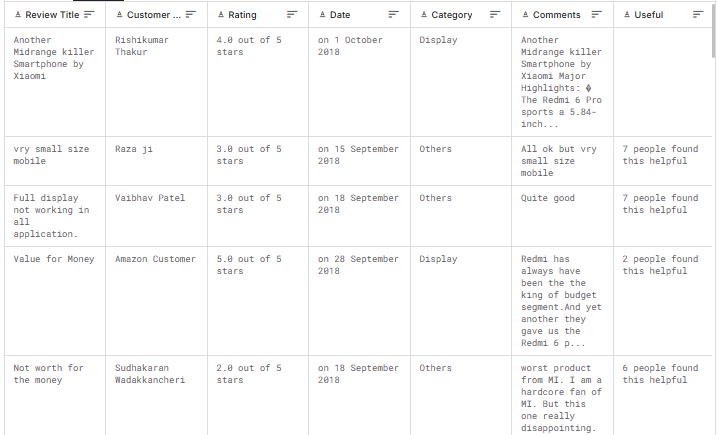 Review Title Customer ... Rating Date Category Comments Useful
Another
Midrange killer
Smartphone by
Xiaomi
Rishikumar
Thakur
4.0 out of 5
stars
on 1 October
2018
Display
Another
Midrange killer
Smartphone by
Xiaomi Major
Highlights: �
The Redmi 6 Pro
sports a 5.84-
inch...
vry small size
mobile
Raza ji
3.0 out of 5
stars
on 15 September
2018
Others
All ok but vry
small size
mobile
7 people found
this helpful
Full display
not working in
all
application.
Vaibhav Patel
3.0 out of 5
stars
on 18 September
2018
Others
Quite good
7 people found
this helpful
Value for Money
Amazon Customer
5.0 out of 5
stars
on 28 September
2018
Display
Redmi has
always have
been the the
king of budget
segment.And yet
another they
gave us the
Redmi 6 p...
2 people found
this helpful
Not worth for
the money
Sudhakaran
Wadakkancheri
2.0 out of 5
stars
on 18 September
2018
Others
worst product
from MI. I am a
hardcore fan of
MI. But this
one really
disappointing.
6 people found
this helpful